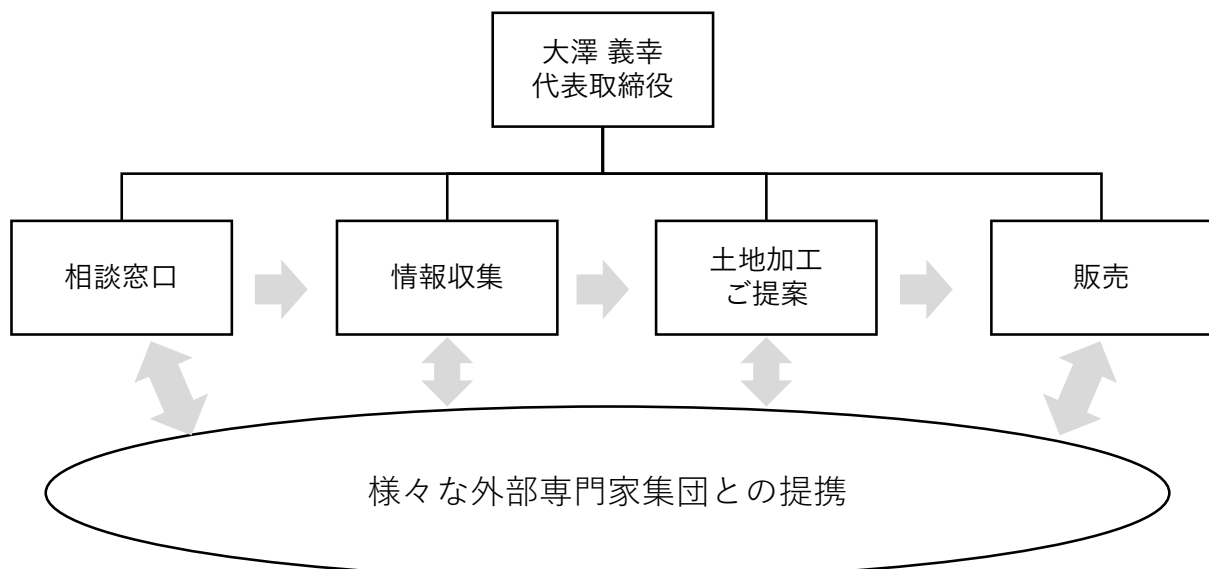 大澤 義幸
代表取締役
相談窓口
情報収集
土地加工
ご提案
販売
様々な外部専門家集団との提携